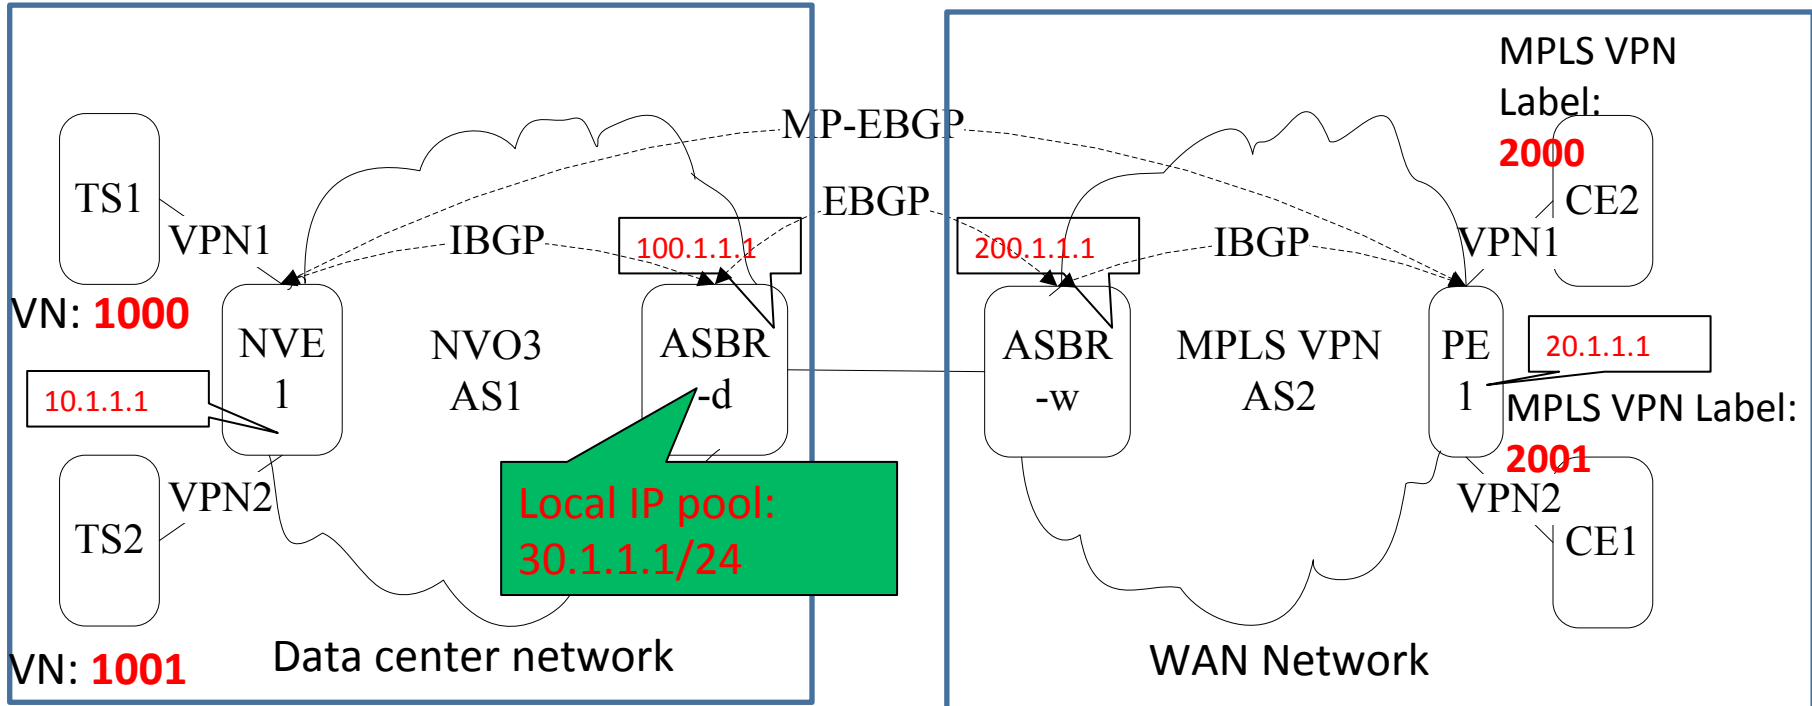 MPLS VPN
Label:
2000
MP-EBGP
TS1
CE2
EBGP
VPN1
IBGP
100.1.1.1
200.1.1.1
IBGP
VPN1
VN: 1000
NVE
1
NVO3
AS1
ASBR
-d
ASBR
-w
MPLS VPN
AS2
PE
1
20.1.1.1
10.1.1.1
MPLS VPN Label:
2001
VPN2
Local IP pool:
30.1.1.1/24
VPN2
TS2
CE1
VN: 1001
Data center network
WAN Network